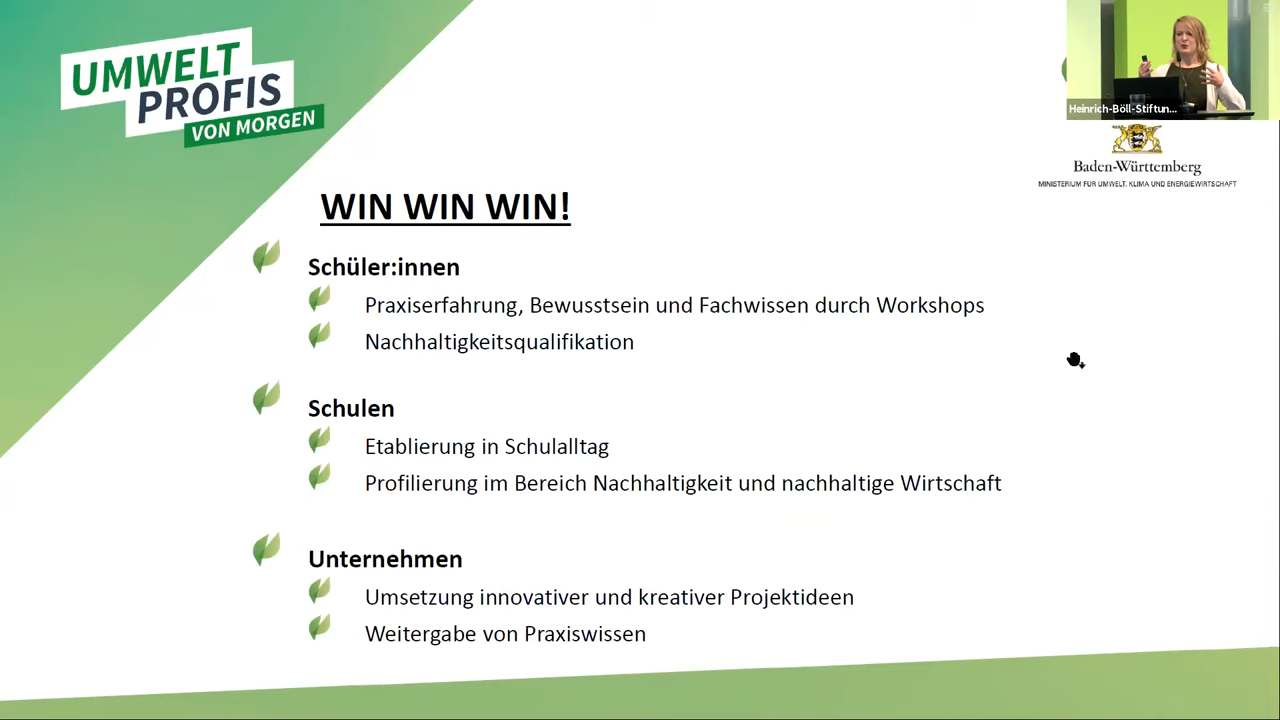 UMWELT
PROFIS
VON MORGEN
Heinrich-Böll-Stiftun...
Baden-Württemberg
MINISTERIUM FÜR UMWELT, KLIMA UND ENERGIEWIRTSCHAFT
WIN WIN WIN!
Schüler:innen
Praxiserfahrung, Bewusstsein und Fachwissen durch Workshops
Nachhaltigkeitsqualifikation
Schulen
Etablierung in Schulalltag
Profilierung im Bereich Nachhaltigkeit und nachhaltige Wirtschaft
Unternehmen
Umsetzung innovativer und kreativer Projektideen
Weitergabe von Praxiswissen